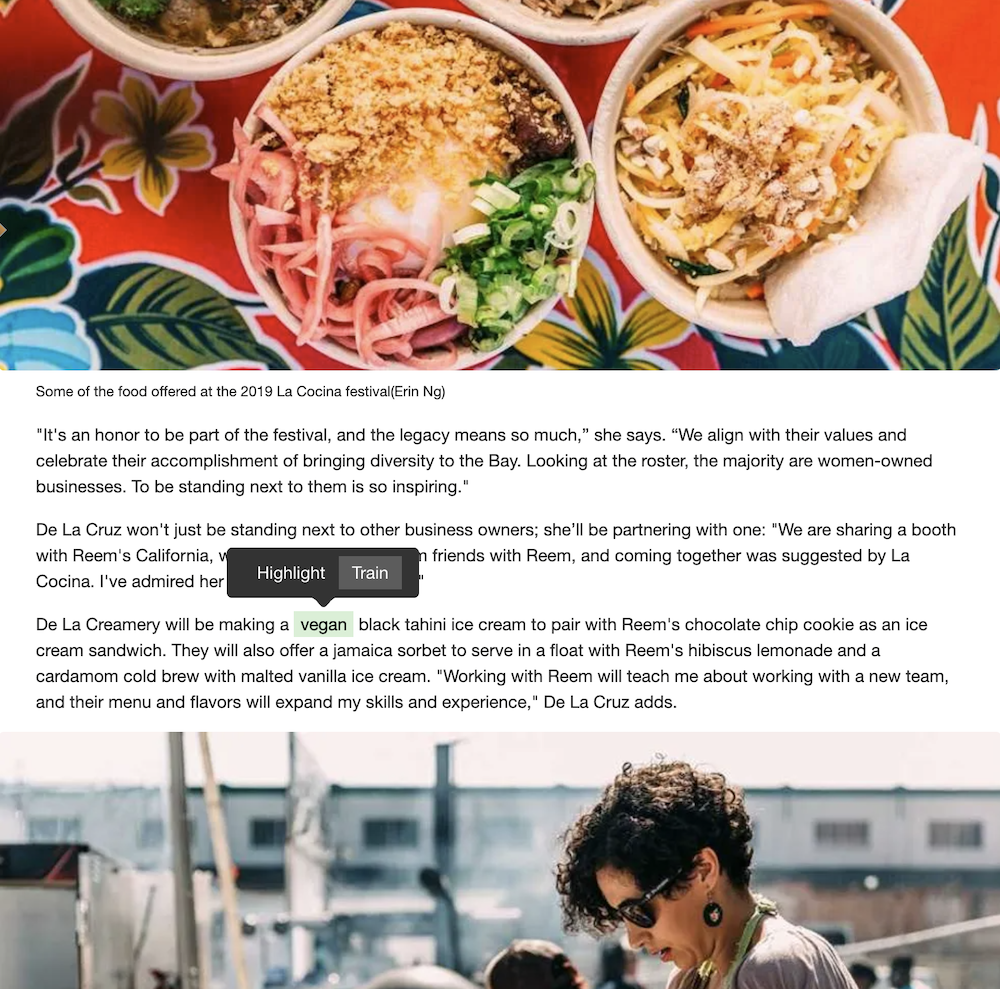 Some of the food offered at the 2019 La Cocina festival(Erin Ng)
"It's an honor to be part of the festival, and the legacy means so much,” she says. “We align with their values and
celebrate their accomplishment of bringing diversity to the Bay. Looking at the roster, the majority are women-owned
businesses. To be standing next to them is so inspiring."
De La Cruz won't just be standing next to other business owners; she’ll be partnering with one: "We are sharing a booth
with Reem's California, friends with Reem, and coming together was suggested by La
Cocina. I've admired her "
Highlight Train
De La Creamery will be making a vegan black tahini ice cream to pair with Reem's chocolate chip cookie as an ice
cream sandwich. They will also offer a jamaica sorbet to serve in a float with Reem's hibiscus lemonade and a
cardamom cold brew with malted vanilla ice cream. "Working with Reem will teach me about working with a new team,
and their menu and flavors will expand my skills and experience," De La Cruz adds.